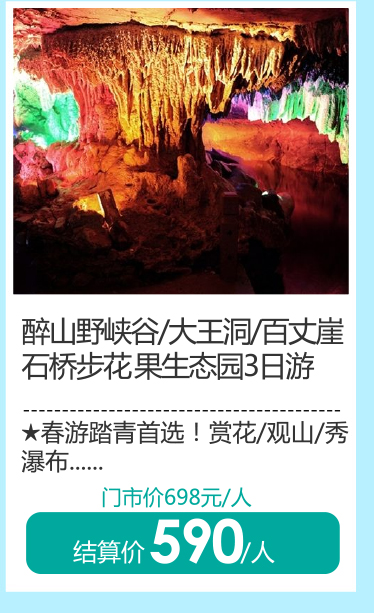 醉山野峡谷/大王洞/百丈崖
石桥步花果生态园3日游
★春游踏青首选！赏花/观山/秀
瀑布......
门市价698元/人
结算价 590/人